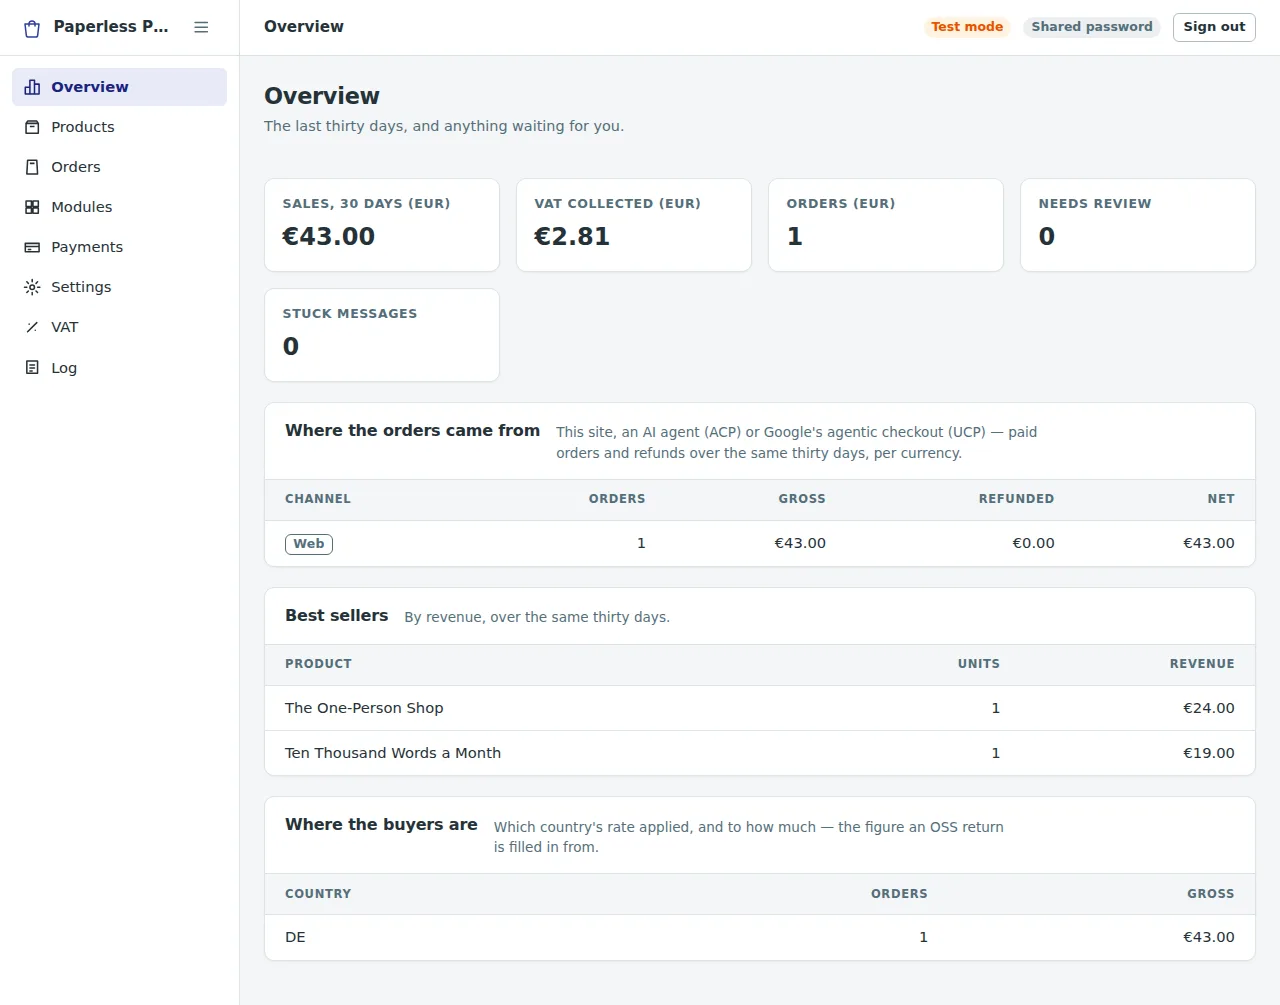 Paperless P...
Overview
Test mode
Shared password
Sign out
Overview
Products
Orders
Modules
Payments
Settings
VAT
Log
Overview
The last thirty days, and anything waiting for you.
SALES, 30 DAYS (EUR)
€43.00
VAT COLLECTED (EUR)
€2.81
ORDERS (EUR)
1
NEEDS REVIEW
0
STUCK MESSAGES
0
Where the orders came from
This site, an AI agent (ACP) or Google's agentic checkout (UCP) — paid
orders and refunds over the same thirty days, per currency.
CHANNEL ORDERS GROSS REFUNDED NET
Web 1 €43.00 €0.00 €43.00
Best sellers
By revenue, over the same thirty days.
PRODUCT UNITS REVENUE
The One-Person Shop 1 €24.00
Ten Thousand Words a Month 1 €19.00
Where the buyers are
Which country's rate applied, and to how much — the figure an OSS return
is filled in from.
COUNTRY ORDERS GROSS
DE 1 €43.00